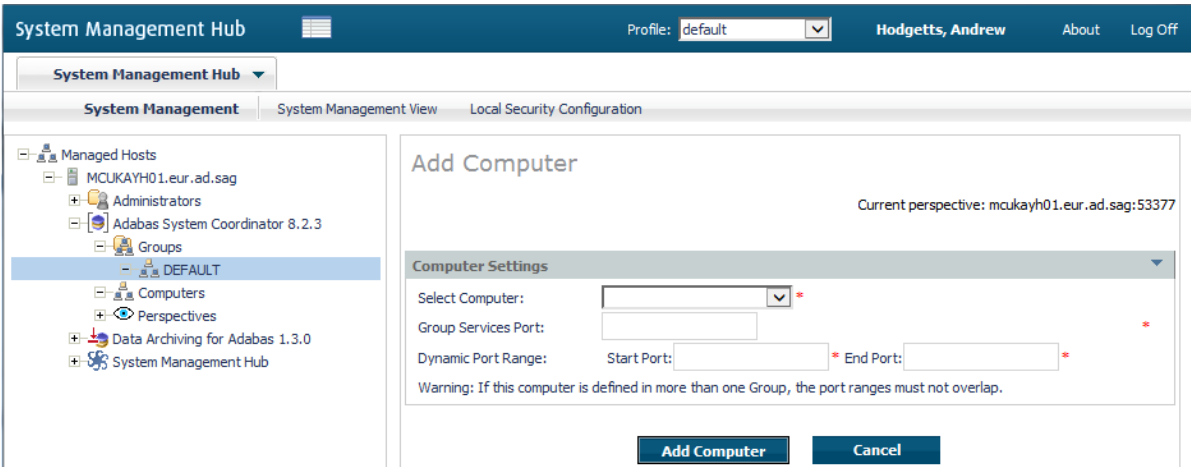 System Management Hub
Profile: default
Hodgetts, Andrew
About
Log Off
System Management Hub
System Management
System Management View
Local Security Configuration
Managed Hosts
MCUKAYH01.eur.ad.sag
Administrators
Adabas System Coordinator 8.2.3
Groups
DEFAULT
Computers
Perspectives
Data Archiving for Adabas 1.3.0
System Management Hub
Add Computer
Current perspective: mcukayh01.eur.ad.sag:53377
Computer Settings
Select Computer: *
Group Services Port: *
Dynamic Port Range: Start Port: * End Port: *
Warning: If this computer is defined in more than one Group, the port ranges must not overlap.
Add Computer
Cancel